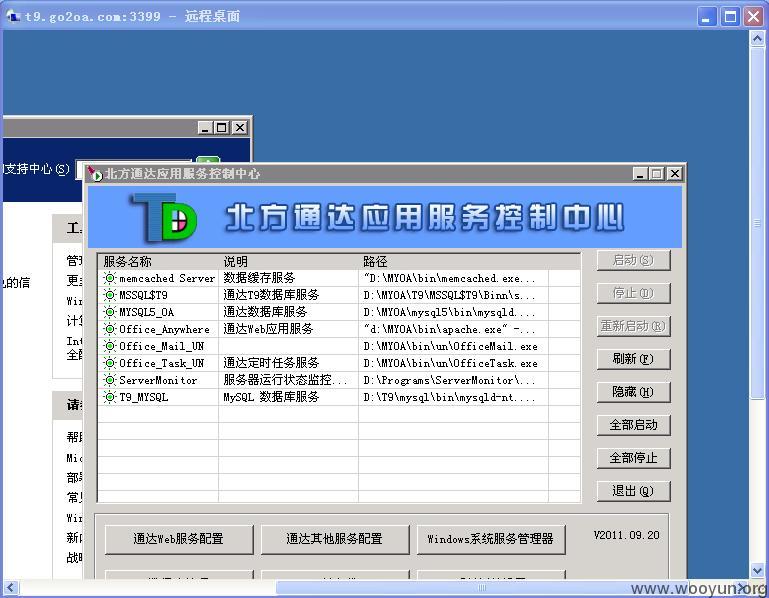 t9.go2oa.com:3399 - 远程桌面
支持中心(S)
北方通达应用服务控制中心
TD 北方通达应用服务控制中心
服务名称 说明 路径
memcached Server 数据缓存服务 "D:\MYOA\bin\memcached.exe...
MSSQL$T9 通达T9数据库服务 D:\MYOA\T9\MSSQL$T9\Binn\s...
MYSQL5_OA 通达数据库服务 D:\MYOA\mysql5\bin\mysqld....
Office_Anywhere 通达Web应用服务 "d:\MYOA\bin\apache.exe" -...
Office_Mail_UN D:\MYOA\bin\un\OfficeMail.exe
Office_Task_UN 通达定时任务服务 D:\MYOA\bin\un\OfficeTask.exe
ServerMonitor 服务器运行状态监控... D:\Programs\ServerMonitor\...
T9_MYSQL MySQL 数据库服务 D:\T9\mysql\bin\mysqld-nt....
启动(S)
停止(D)
重新启动(R)
刷新(F)
隐藏(H)
全部启动
全部停止
退出(Q)
的信
工
管
更
Win
计
Int
全
请
帮
Mic
部
常
Win
新
战
通达Web服务配置 通达其他服务配置 Windows系统服务管理器 V2011.09.20
www.wooyun.org